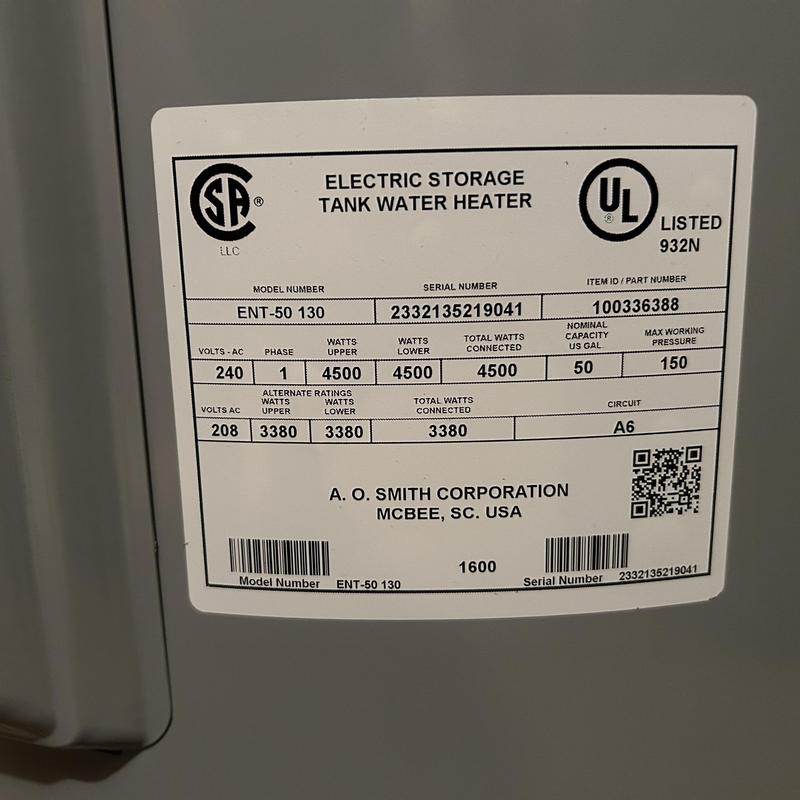 CSA ®
LLC
ELECTRIC STORAGE
TANK WATER HEATER
UL ®
LISTED
932N
MODEL NUMBER SERIAL NUMBER ITEM ID / PART NUMBER
ENT-50 130 2332135219041 100336388
VOLTS - AC PHASE WATTS UPPER WATTS LOWER TOTAL WATTS CONNECTED NOMINAL CAPACITY US GAL. MAX WORKING PRESSURE
240 1 4500 4500 4500 50 150
ALTERNATE RATINGS
VOLTS AC WATTS UPPER WATTS LOWER TOTAL WATTS CONNECTED CIRCUIT
208 3380 3380 3380 A6
A. O. SMITH CORPORATION
MCBEE, SC. USA
1600
Model Number ENT-50 130 Serial Number 2332135219041